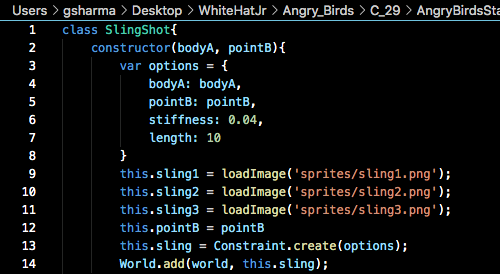 Users > gsharma > Desktop > WhiteHatJr > Angry_Birds > C_29 > AngryBirdsSta
1 class SlingShot{
2 constructor(bodyA, pointB){
3 var options = {
4 bodyA: bodyA,
5 pointB: pointB,
6 stiffness: 0.04,
7 length: 10
8 }
9 this.sling1 = loadImage('sprites/sling1.png');
10 this.sling2 = loadImage('sprites/sling2.png');
11 this.sling3 = loadImage('sprites/sling3.png');
12 this.pointB = pointB
13 this.sling = Constraint.create(options);
14 World.add(world, this.sling);